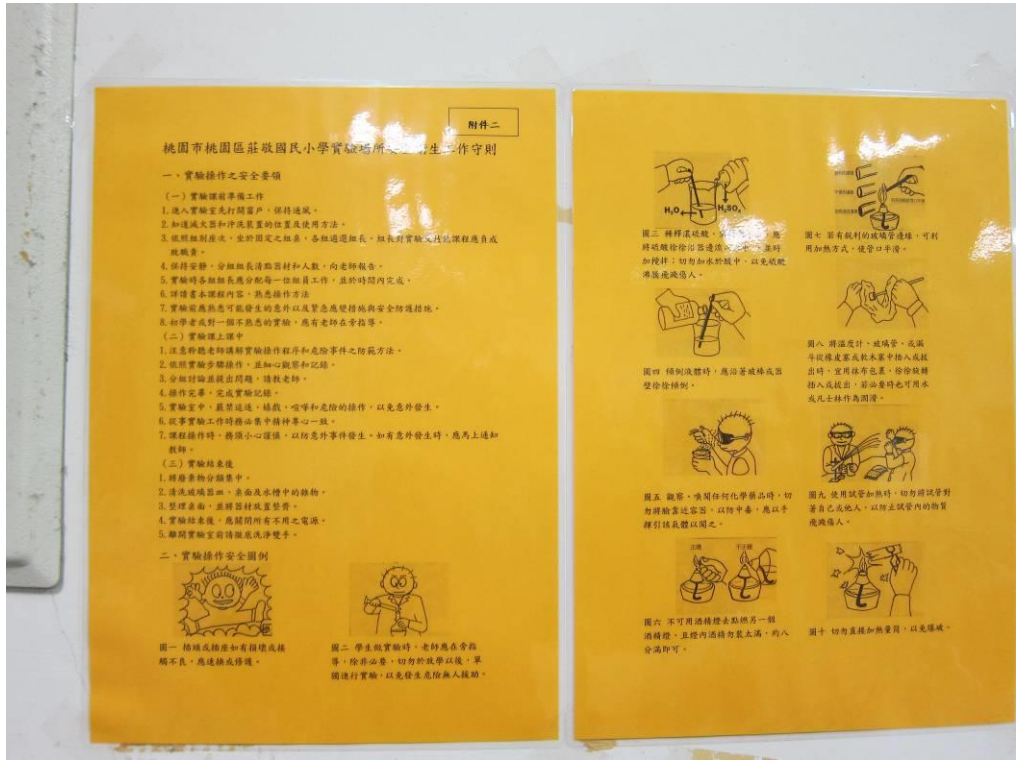 附件二
桃園市桃園區莊敬國民小學實驗場所 生工作守則
一、實驗操作之安全要領
(一)實驗課前準備工作
1.進入實驗室先打開窗戶,保持通風。
2.知道滅火器和沖洗裝置的位置及使用方法。
3.依照組別座次,坐於固定之組桌,各組遴選組長,組長對實驗 課程應負成
敗職責。
4.保持安靜,分組組長清點器材和人數,向老師報告。
5.實驗時各組組長應分配每一位組員工作,並於時間內完成。
6.詳讀書本課程內容,熟悉操作方法
7.實驗前應熟悉可能發生的意外以及緊急應變措施與安全防護措施。
8.初學者或對一個不熟悉的實驗,應有老師在旁指導。
(二)實驗課上課中
1.注意聆聽老師講解實驗操作程序和危險事件之防範方法。
2.依照實驗步驟操作,並細心觀察和記錄。
3.分組討論並提出問題,請教老師。
4.操作完畢,完成實驗記錄。
5.實驗室中,嚴禁追逐、嬉戲、喧嘩和危險的操作,以免意外發生。
6.從事實驗工作時務必集中精神專心一致。
7.課程操作時,務須小心謹慎,以防意外事件發生。如有意外發生時,應馬上通知
教師。
(三)實驗結束後
1.將廢棄物分類集中。
2.清洗玻璃器皿、桌面及水槽中的雜物。
3.整理桌面,並將器材放置整齊。
4.實驗結束後,應關閉所有不用之電源。
5.離開實驗室前請徹底洗淨雙手。
二、實驗操作安全圖例
圖一 插頭或插座如有損壞或接
觸不良,應速換或修護。
圖二 學生做實驗時,老師應在旁指
導,除非必要,切勿於放學以後,單
獨進行實驗,以免發生危險無人援助。
H₂O
H₂SO₄
圖三 稀釋濃硫酸, 應
將硫酸徐徐沿器邊 中,並時
加攪拌;切勿加水於酸中,以免硫酸
沸騰飛濺傷人。
圖四 傾倒液體時,應沿著玻棒或器
壁徐徐傾倒。
圖五 觀察、嗅聞任何化學藥品時,切
勿將臉靠近容器,以防中毒,應以手
揮引該氣體以聞之。
正確
不正確
圖六 不可用酒精燈去點燃另一個
酒精燈,且燈內酒精勿裝太滿,約八
分滿即可。
圖七 若有銳利的玻璃管邊緣,可利
用加熱方式,使管口平滑。
圖八 將溫度計、玻璃管、或漏
斗從橡皮塞或軟木塞中插入或拔
出時,宜用抹布包裹,徐徐旋轉
插入或拔出,若必要時也可用水
或凡士林作為潤滑。
圖九 使用試管加熱時,切勿將試管對
著自己或他人,以防止試管內的物質
飛濺傷人。
圖十 切勿直接加熱量筒,以免爆破。